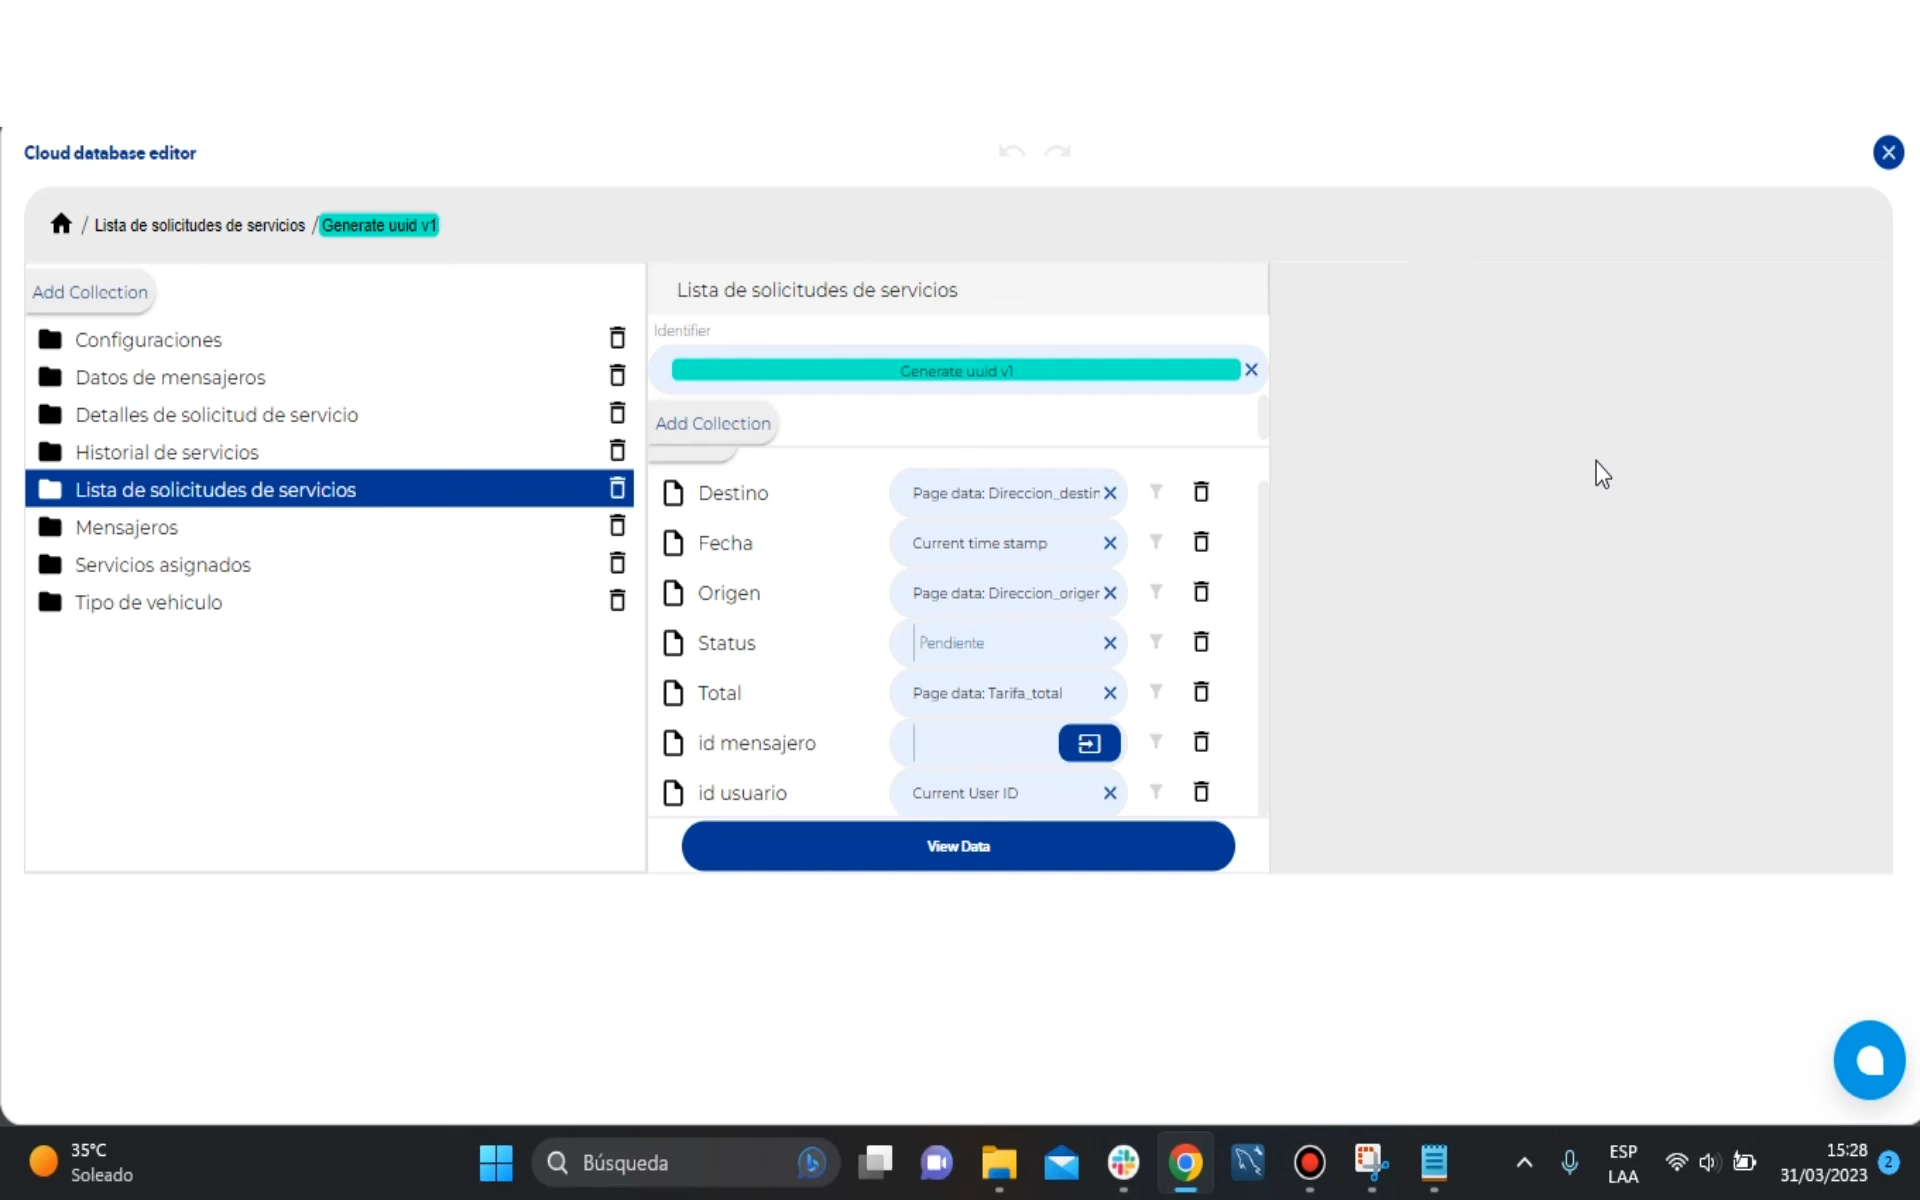 Cloud database editor
/ Lista de solicitudes de servicios / Generate uuid v1
Add Collection
Configuraciones
Datos de mensajeros
Detalles de solicitud de servicio
Historial de servicios
Lista de solicitudes de servicios
Mensajeros
Servicios asignados
Tipo de vehiculo
Lista de solicitudes de servicios
Identifier
Generate uuid v1
Add Collection
Destino Page data: Direccion_destin
Fecha Current time stamp
Origen Page data: Direccion_origen
Status Pendiente
Total Page data: Tarifa_total
id mensajero
id usuario Current User ID
View Data
35°C
Soleado
Búsqueda
ESP
LAA
15:28
31/03/2023
2